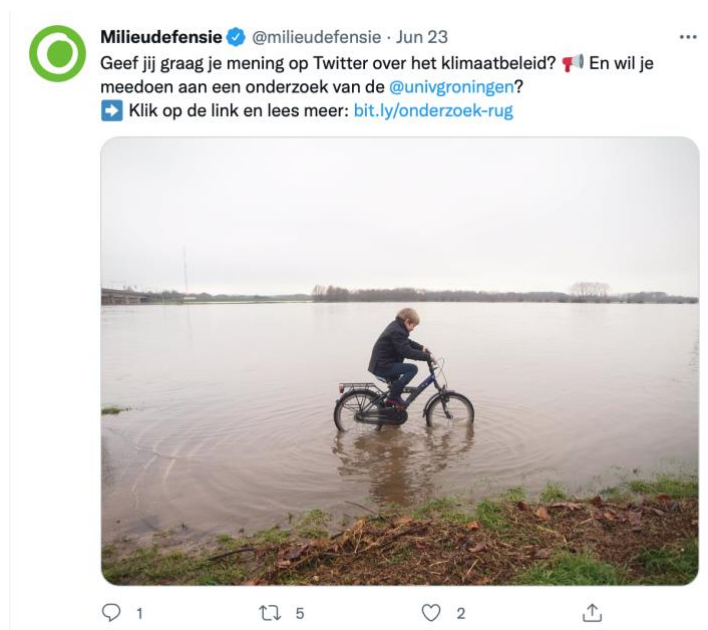 Milieudefensie @milieudefensie · Jun 23
Geef jij graag je mening op Twitter over het klimaatbeleid? 📢 En wil je
meedoen aan een onderzoek van de @univgroningen?
➡️ Klik op de link en lees meer: bit.ly/onderzoek-rug
1 5 2